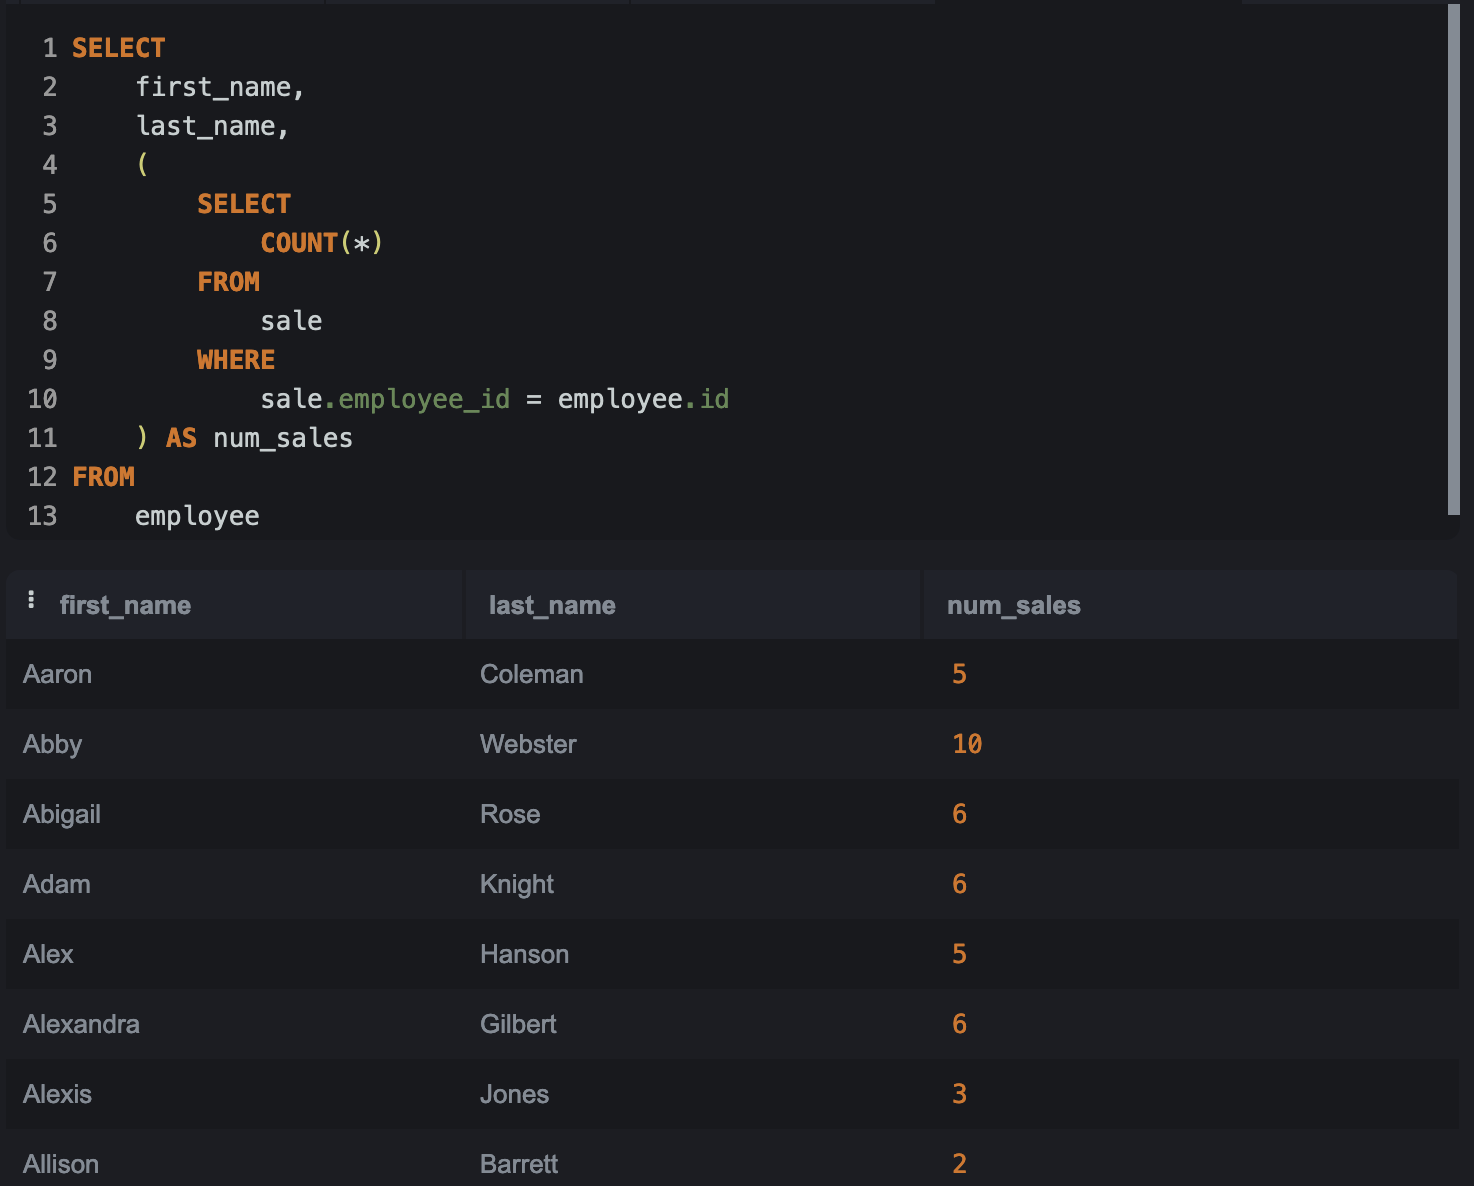 1 SELECT
2     first_name,
3     last_name,
4     (
5         SELECT
6             COUNT(*)
7         FROM
8             sale
9         WHERE
10             sale.employee_id = employee.id
11     ) AS num_sales
12 FROM
13     employee
first_name last_name num_sales
Aaron Coleman 5
Abby Webster 10
Abigail Rose 6
Adam Knight 6
Alex Hanson 5
Alexandra Gilbert 6
Alexis Jones 3
Allison Barrett 2